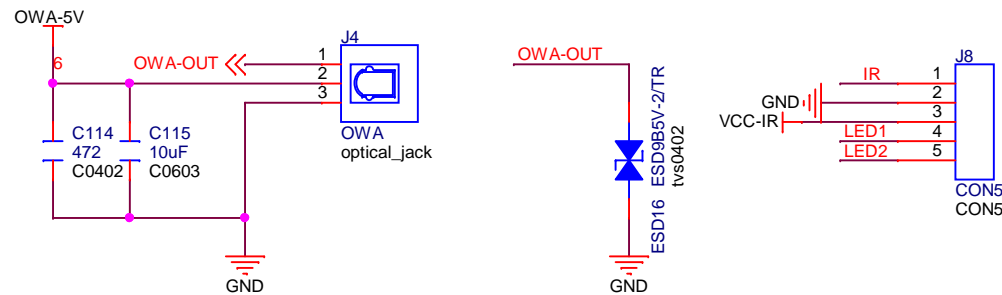 OWA-5V
6
C114
472
C0402
C115
10uF
C0603
OWA-OUT
1
2
3
J4
OWA
optical_jack
GND
OWA-OUT
ESD16 ESD9B5V-2/TR
tvs0402
GND
J8
IR
1
GND
2
VCC-IR
3
LED1
4
LED2
5
CON5
CON5